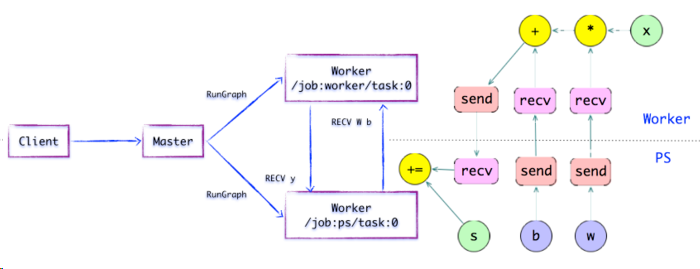 +
*
x
Worker
/job:worker/task:0
RunGraph
send
recv
recv
RECV W b
Worker
Client
Master
PS
RECV y
+=
recv
send
send
RunGraph
Worker
/job:ps/task:0
s
b
w